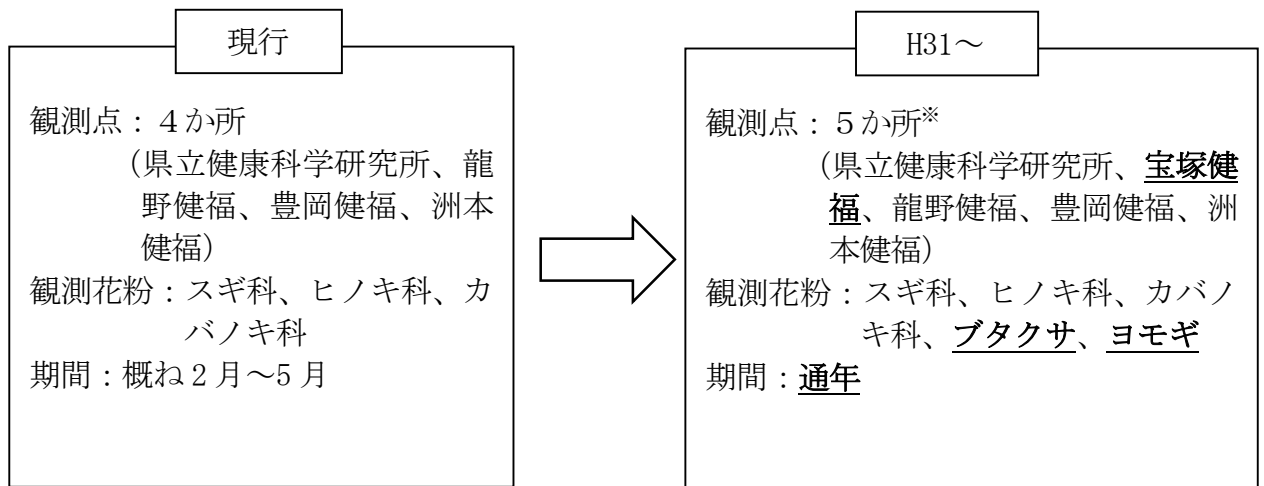 現行
観測点：４か所
（県立健康科学研究所、龍
野健福、豊岡健福、洲本
健福）
観測花粉：スギ科、ヒノキ科、カ
バノキ科
期間：概ね２月～5 月
H31～
観測点：５か所※
（県立健康科学研究所、宝塚健
福、龍野健福、豊岡健福、洲
本健福）
観測花粉：スギ科、ヒノキ科、カバノ
キ科、ブタクサ、ヨモギ
期間：通年